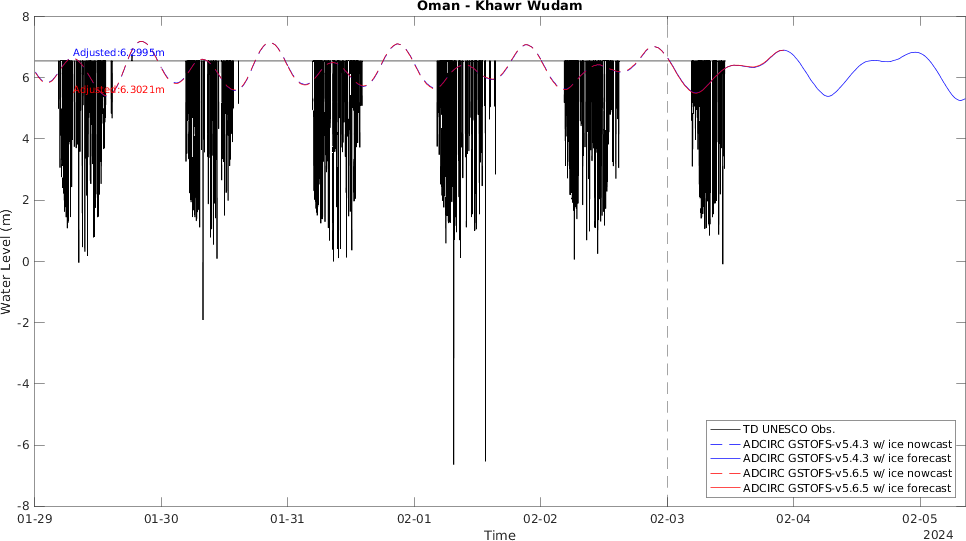 Oman - Khawr Wudam
Adjusted:6.2995m
Adjusted:6.3021m
Water Level (m)
8
6
4
2
0
-2
-4
-6
-8
TD UNESCO Obs.
ADCIRC GSTOFS-v5.4.3 w/ ice nowcast
ADCIRC GSTOFS-v5.4.3 w/ ice forecast
ADCIRC GSTOFS-v5.6.5 w/ ice nowcast
ADCIRC GSTOFS-v5.6.5 w/ ice forecast
01-29 01-30 01-31 02-01 02-02 02-03 02-04 02-05
Time
2024